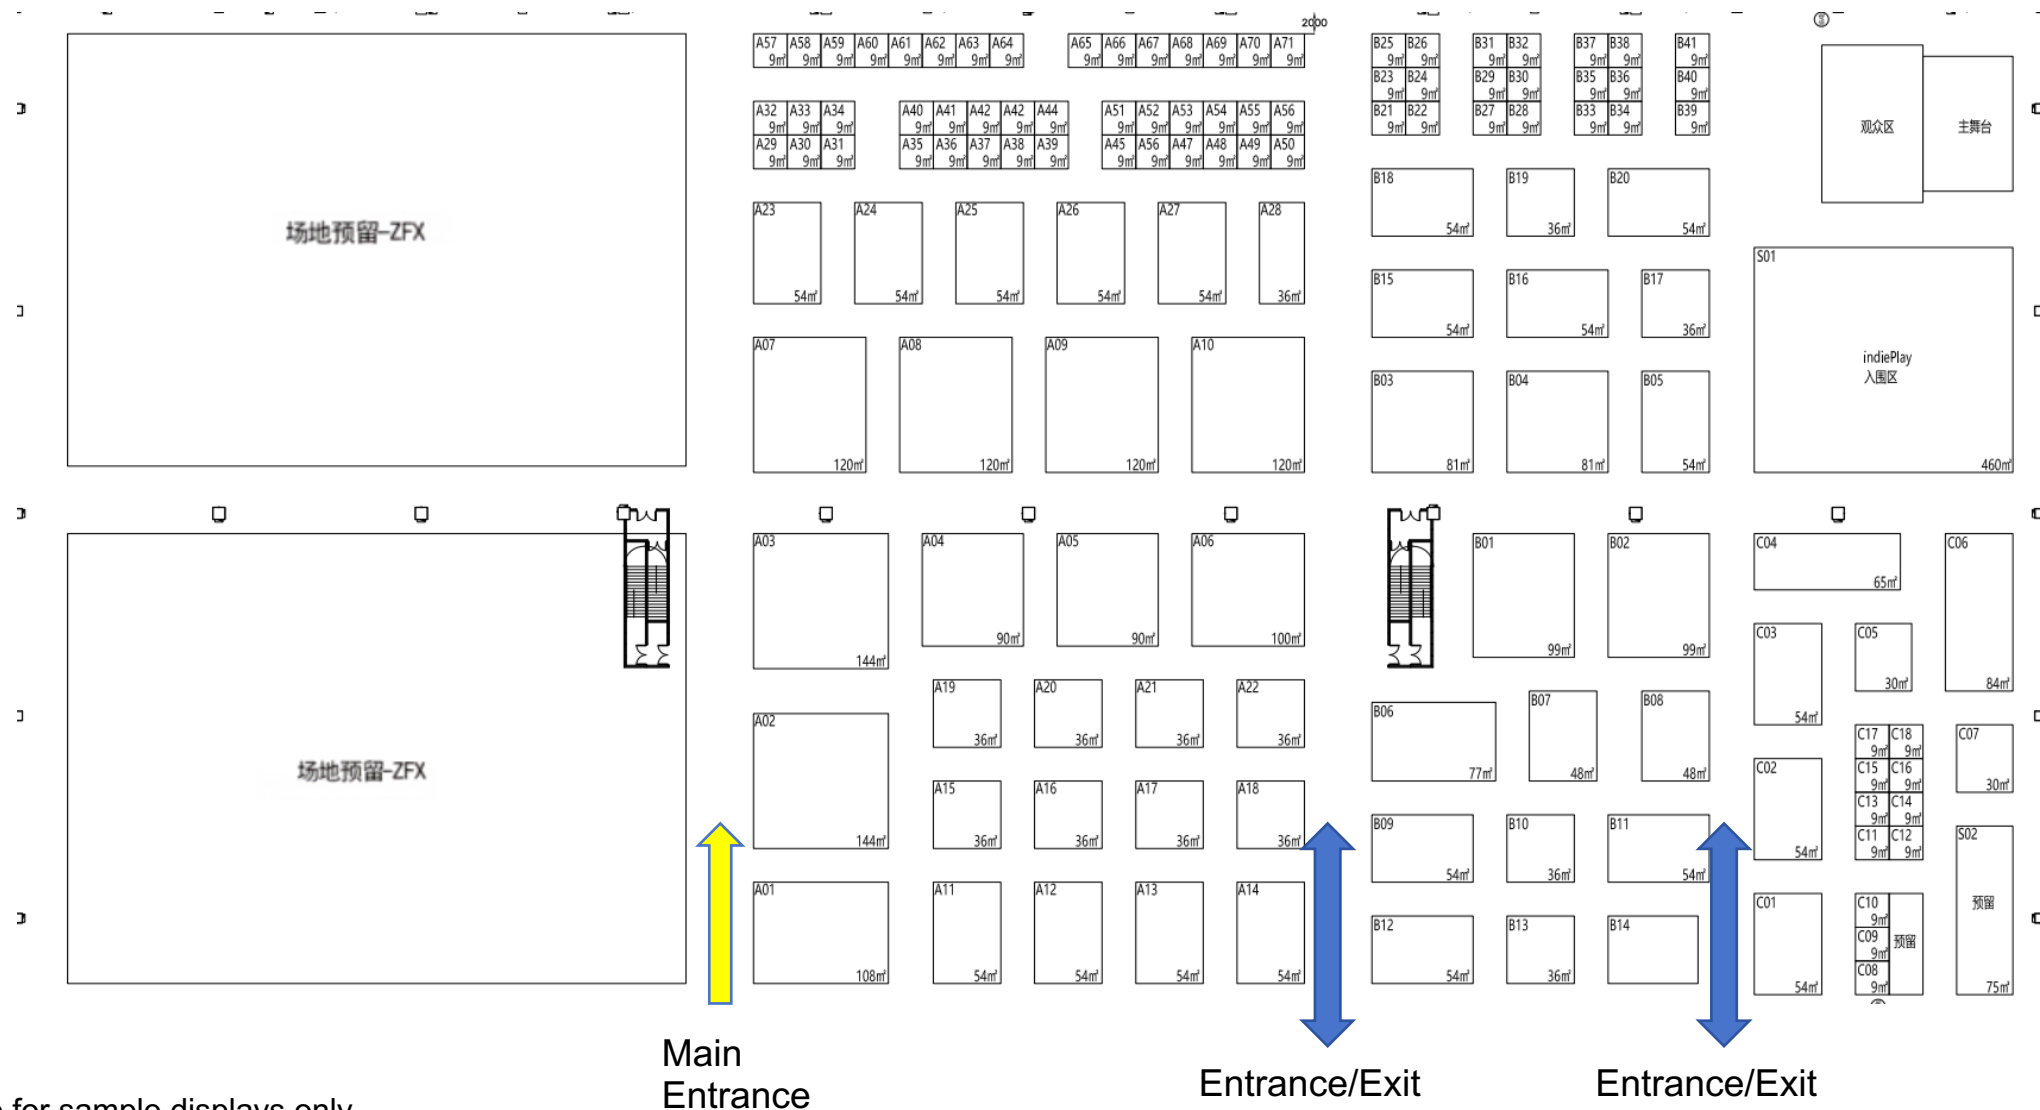 2000
A57 A58 A59 A60 A61 A62 A63 A64 A65 A66 A67 A68 A69 A70 A71 B25 B26 B31 B32 B37 B38 B41
9㎡ 9㎡ 9㎡ 9㎡ 9㎡ 9㎡ 9㎡ 9㎡ 9㎡ 9㎡ 9㎡ 9㎡ 9㎡ 9㎡ 9㎡ 9㎡ 9㎡ 9㎡ 9㎡ 9㎡ 9㎡ 9㎡
B23 B24 B29 B30 B35 B36 B40
9㎡ 9㎡ 9㎡ 9㎡ 9㎡ 9㎡ 9㎡
A32 A33 A34 A40 A41 A42 A42 A44 A51 A52 A53 A54 A55 A56 B21 B22 B27 B28 B33 B34 B39
9㎡ 9㎡ 9㎡ 9㎡ 9㎡ 9㎡ 9㎡ 9㎡ 9㎡ 9㎡ 9㎡ 9㎡ 9㎡ 9㎡ 9㎡ 9㎡ 9㎡ 9㎡ 9㎡ 9㎡ 9㎡
观众区 主舞台
A29 A30 A31 A35 A36 A37 A38 A39 A45 A56 A47 A48 A49 A50
9㎡ 9㎡ 9㎡ 9㎡ 9㎡ 9㎡ 9㎡ 9㎡ 9㎡ 9㎡ 9㎡ 9㎡ 9㎡ 9㎡
B18 B19 B20
54㎡ 36㎡ 54㎡
A23 A24 A25 A26 A27 A28
场地预留-ZFX
54㎡ 54㎡ 54㎡ 54㎡ 54㎡ 36㎡
S01
B15 B16 B17
54㎡ 54㎡ 36㎡
A07 A08 A09 A10
indiePlay
入围区
B03 B04 B05
120㎡ 120㎡ 120㎡ 120㎡ 81㎡ 81㎡ 54㎡ 460㎡
A03 A04 A05 A06 B01 B02 C04 C06
65㎡
90㎡ 90㎡ 100㎡
144㎡ 99㎡ 99㎡
C03 C05
30㎡ 84㎡
54㎡
A19 A20 A21 A22
36㎡ 36㎡ 36㎡ 36㎡
B06 B07 B08
77㎡ 48㎡ 48㎡
A02
C17 C18 C07
9㎡ 9㎡
场地预留-ZFX
C02 C15 C16
9㎡ 9㎡ 30㎡
A15 A16 A17 A18
C13 C14
9㎡ 9㎡
B09 B10 B11
C11 C12 S02
144㎡ 36㎡ 36㎡ 36㎡ 36㎡ 54㎡ 9㎡ 9㎡
54㎡ 36㎡ 54㎡
A01 A11 A12 A13 A14
C01 C10 预留
9㎡
B12 B13 B14
C09 预留
9㎡
C08
108㎡ 54㎡ 54㎡ 54㎡ 54㎡ 54㎡ 36㎡ 54㎡ 9㎡ 75㎡
Main
Entrance
Entrance/Exit Entrance/Exit
for sample displays only